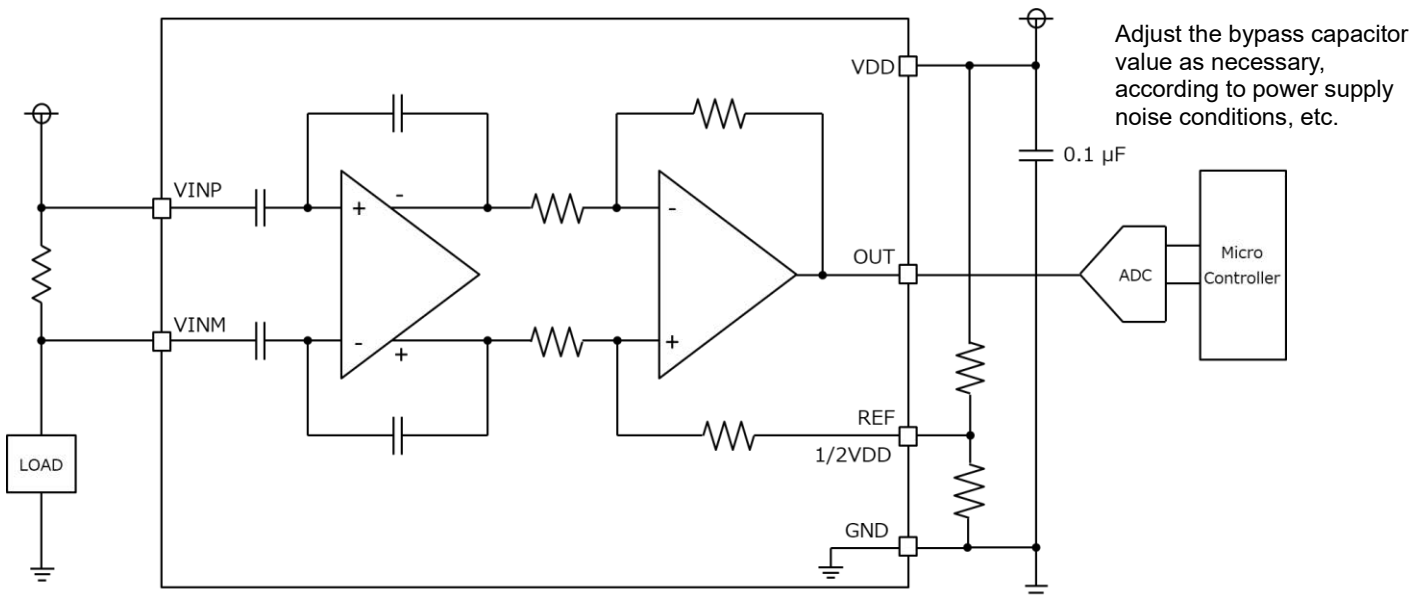 Adjust the bypass capacitor
value as necessary,
according to power supply
noise conditions, etc.
VDD
0.1 μF
VINP
+
-
-
OUT
ADC
Micro
Controller
VINM
-
+
+
REF
1/2VDD
LOAD
GND